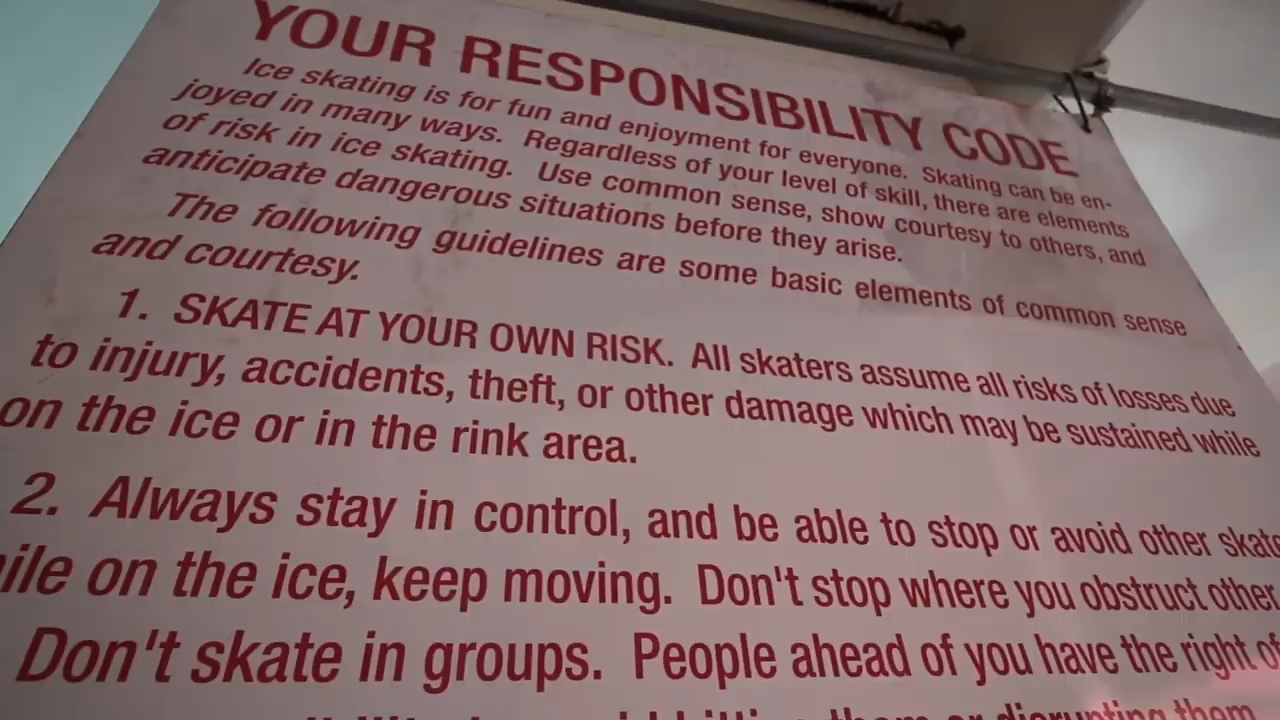 YOUR RESPONSIBILITY CODE
Ice skating is for fun and enjoyment for everyone. Skating can be en-
joyed in many ways. Regardless of your level of skill, there are elements
of risk in ice skating. Use common sense, show courtesy to others, and
anticipate dangerous situations before they arise.
The following guidelines are some basic elements of common sense
and courtesy.
1. SKATE AT YOUR OWN RISK. All skaters assume all risks of losses due
to injury, accidents, theft, or other damage which may be sustained while
on the ice or in the rink area.
2. Always stay in control, and be able to stop or avoid other skate
ile on the ice, keep moving. Don't stop where you obstruct other
Don't skate in groups. People ahead of you have the right of
them or disrupting them